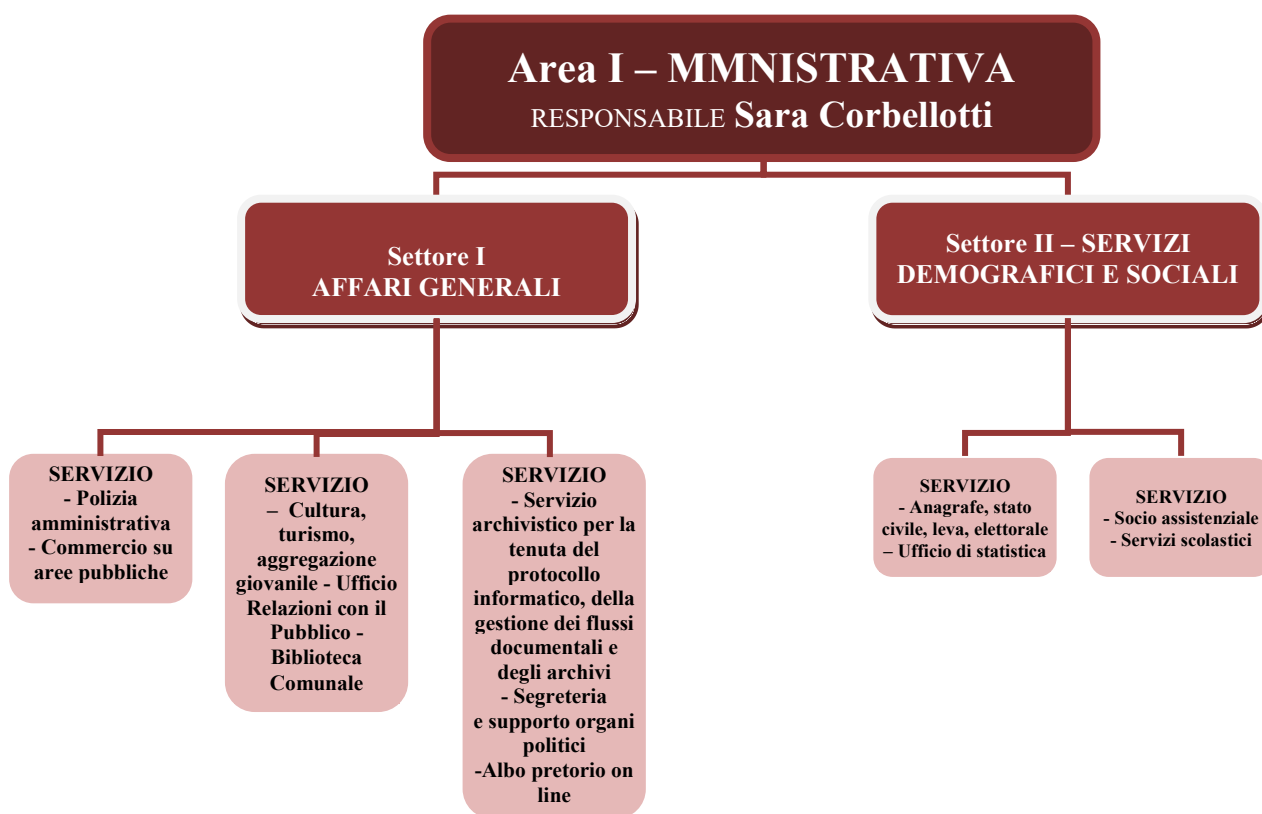 Area I – MMNISTRATIVA
RESPONSABILE Sara Corbellotti
Settore I
AFFARI GENERALI
Settore II – SERVIZI
DEMOGRAFICI E SOCIALI
SERVIZIO
- Polizia
amministrativa
- Commercio su
aree pubbliche
SERVIZIO
– Cultura,
turismo,
aggregazione
giovanile - Ufficio
Relazioni con il
Pubblico -
Biblioteca
Comunale
SERVIZIO
- Servizio
archivistico per la
tenuta del
protocollo
informatico, della
gestione dei flussi
documentali e
degli archivi
- Segreteria
e supporto organi
politici
-Albo pretorio on
line
SERVIZIO
- Anagrafe, stato
civile, leva, elettorale
– Ufficio di statistica
SERVIZIO
- Socio assistenziale
- Servizi scolastici